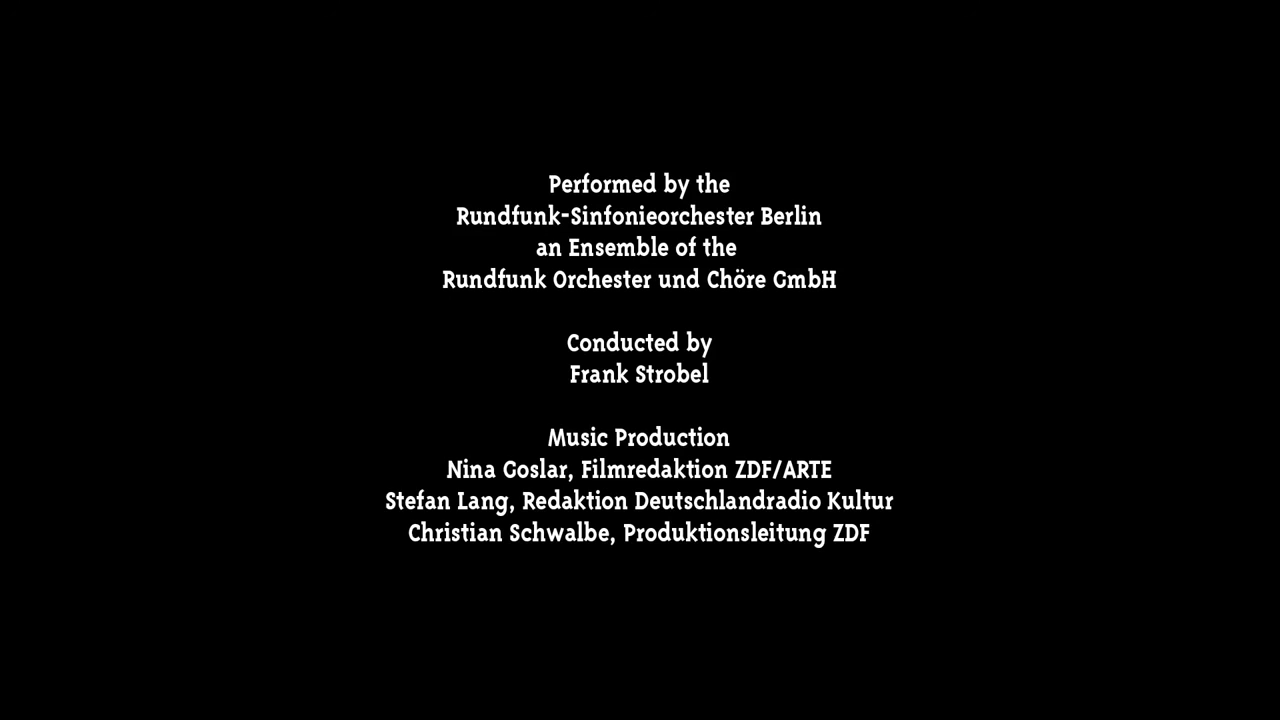 Performed by the
Rundfunk-Sinfonieorchester Berlin
an Ensemble of the
Rundfunk Orchester und Chöre GmbH
Conducted by
Frank Strobel
Music Production
Nina Goslar, Filmredaktion ZDF/ARTE
Stefan Lang, Redaktion Deutschlandradio Kultur
Christian Schwalbe, Produktionsleitung ZDF